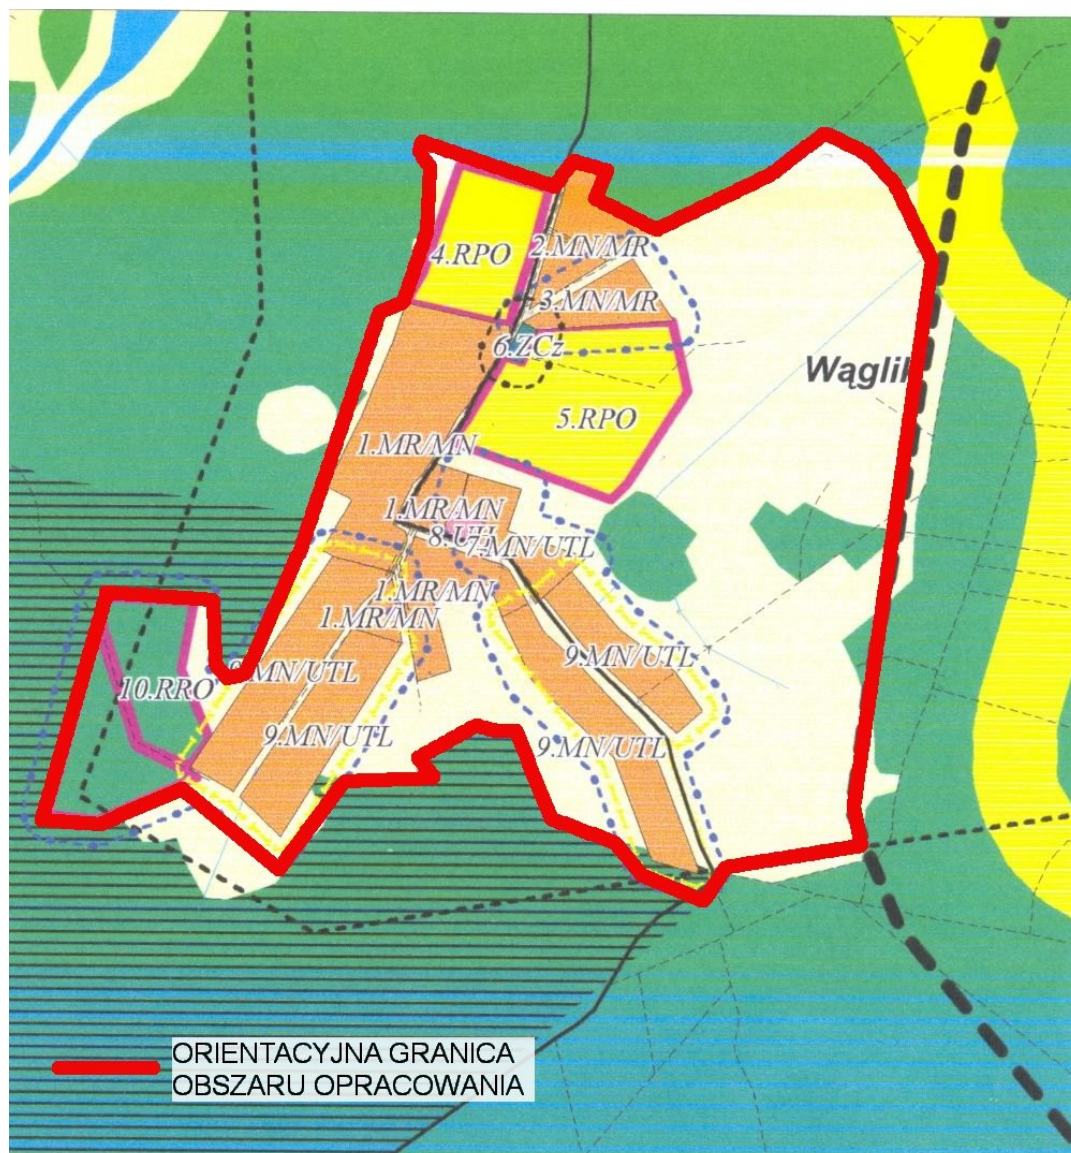 2.MN/MR
4.RPO
3.MN/MR
6.ZCz
Wąglik
5.RPO
1.MR/MN
1.MR/MN
8.UH
7.MN/UTL
1.MR/MN
1.MR/MN
9.MN/UTL
9.MN/UTL
10.RRO
9.MN/UTL
9.MN/UTL
ORIENTACYJNA GRANICA
OBSZARU OPRACOWANIA